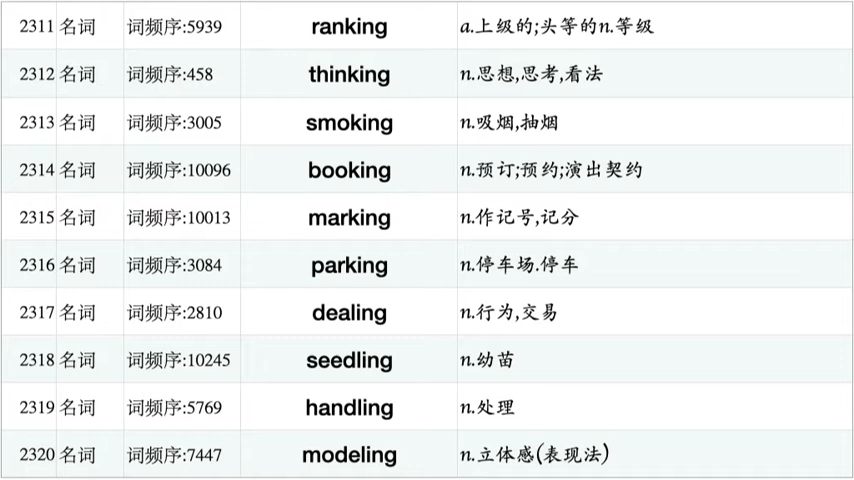 2311 名词 词频序:5939 ranking a.上级的;头等的n.等级
2312 名词 词频序:458 thinking n.思想,思考,看法
2313 名词 词频序:3005 smoking n.吸烟,抽烟
2314 名词 词频序:10096 booking n.预订;预约;演出契约
2315 名词 词频序:10013 marking n.作记号,记分
2316 名词 词频序:3084 parking n.停车场.停车
2317 名词 词频序:2810 dealing n.行为,交易
2318 名词 词频序:10245 seedling n.幼苗
2319 名词 词频序:5769 handling n.处理
2320 名词 词频序:7447 modeling n.立体感(表现法)